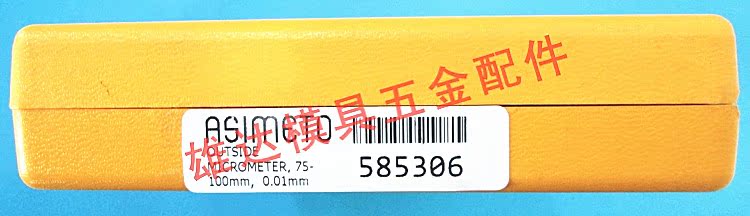 雄达模具五金配件
ASIMETO
OUTSIDE
MICROMETER, 75-
100mm, 0.01mm
585306